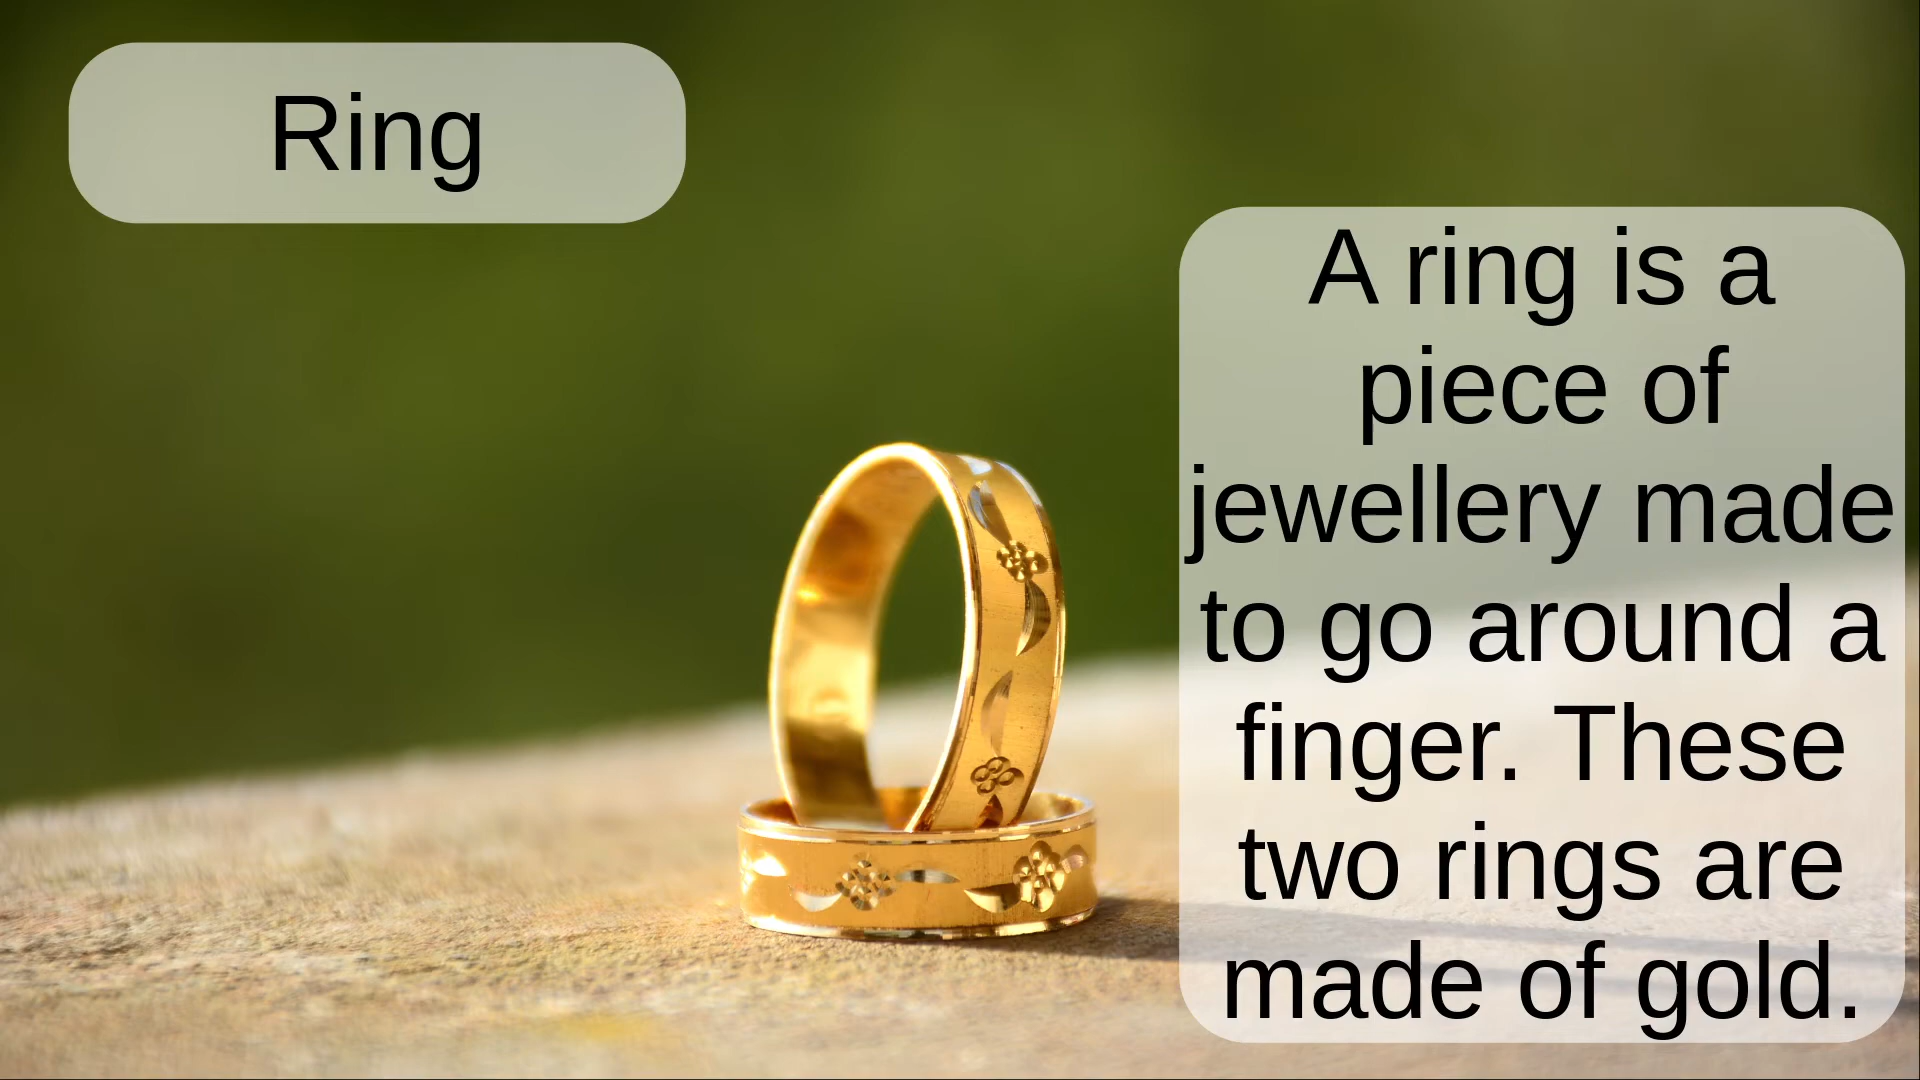 Ring
A ring is a
piece of
jewellery made
to go around a
finger. These
two rings are
made of gold.